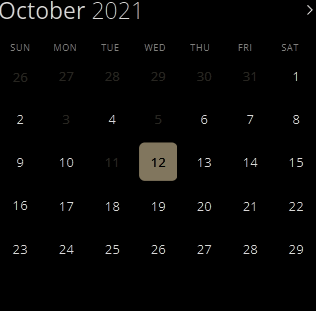 October 2021
SUN MON TUE WED THU FRI SAT
26 27 28 29 30 31 1
2 3 4 5 6 7 8
9 10 11 12 13 14 15
16 17 18 19 20 21 22
23 24 25 26 27 28 29